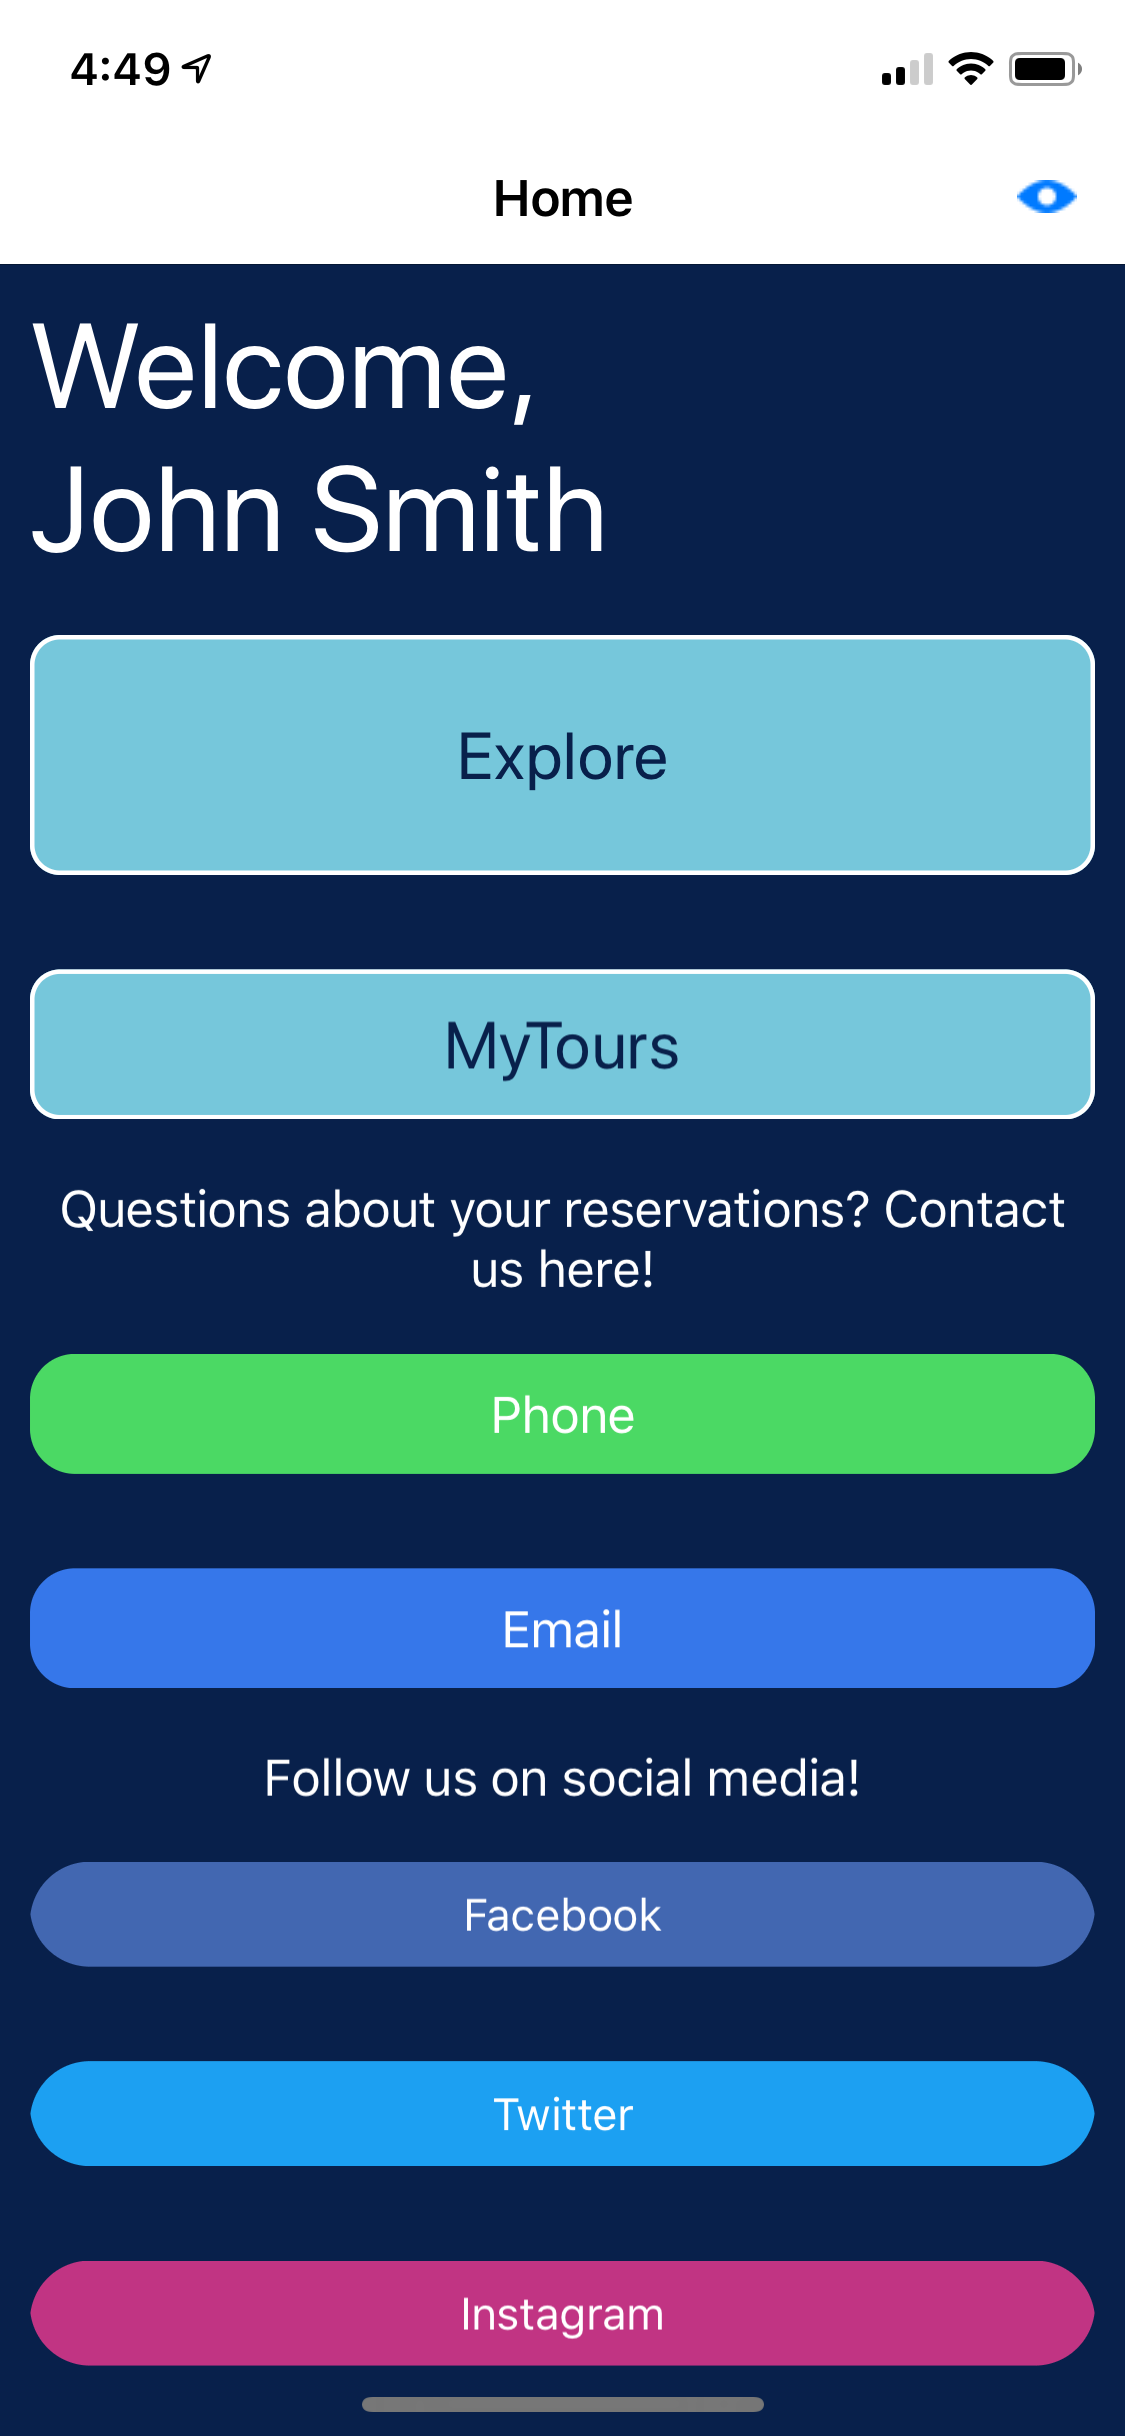 4:49
Home
Welcome,
John Smith
Explore
MyTours
Questions about your reservations? Contact
us here!
Phone
Email
Follow us on social media!
Facebook
Twitter
Instagram